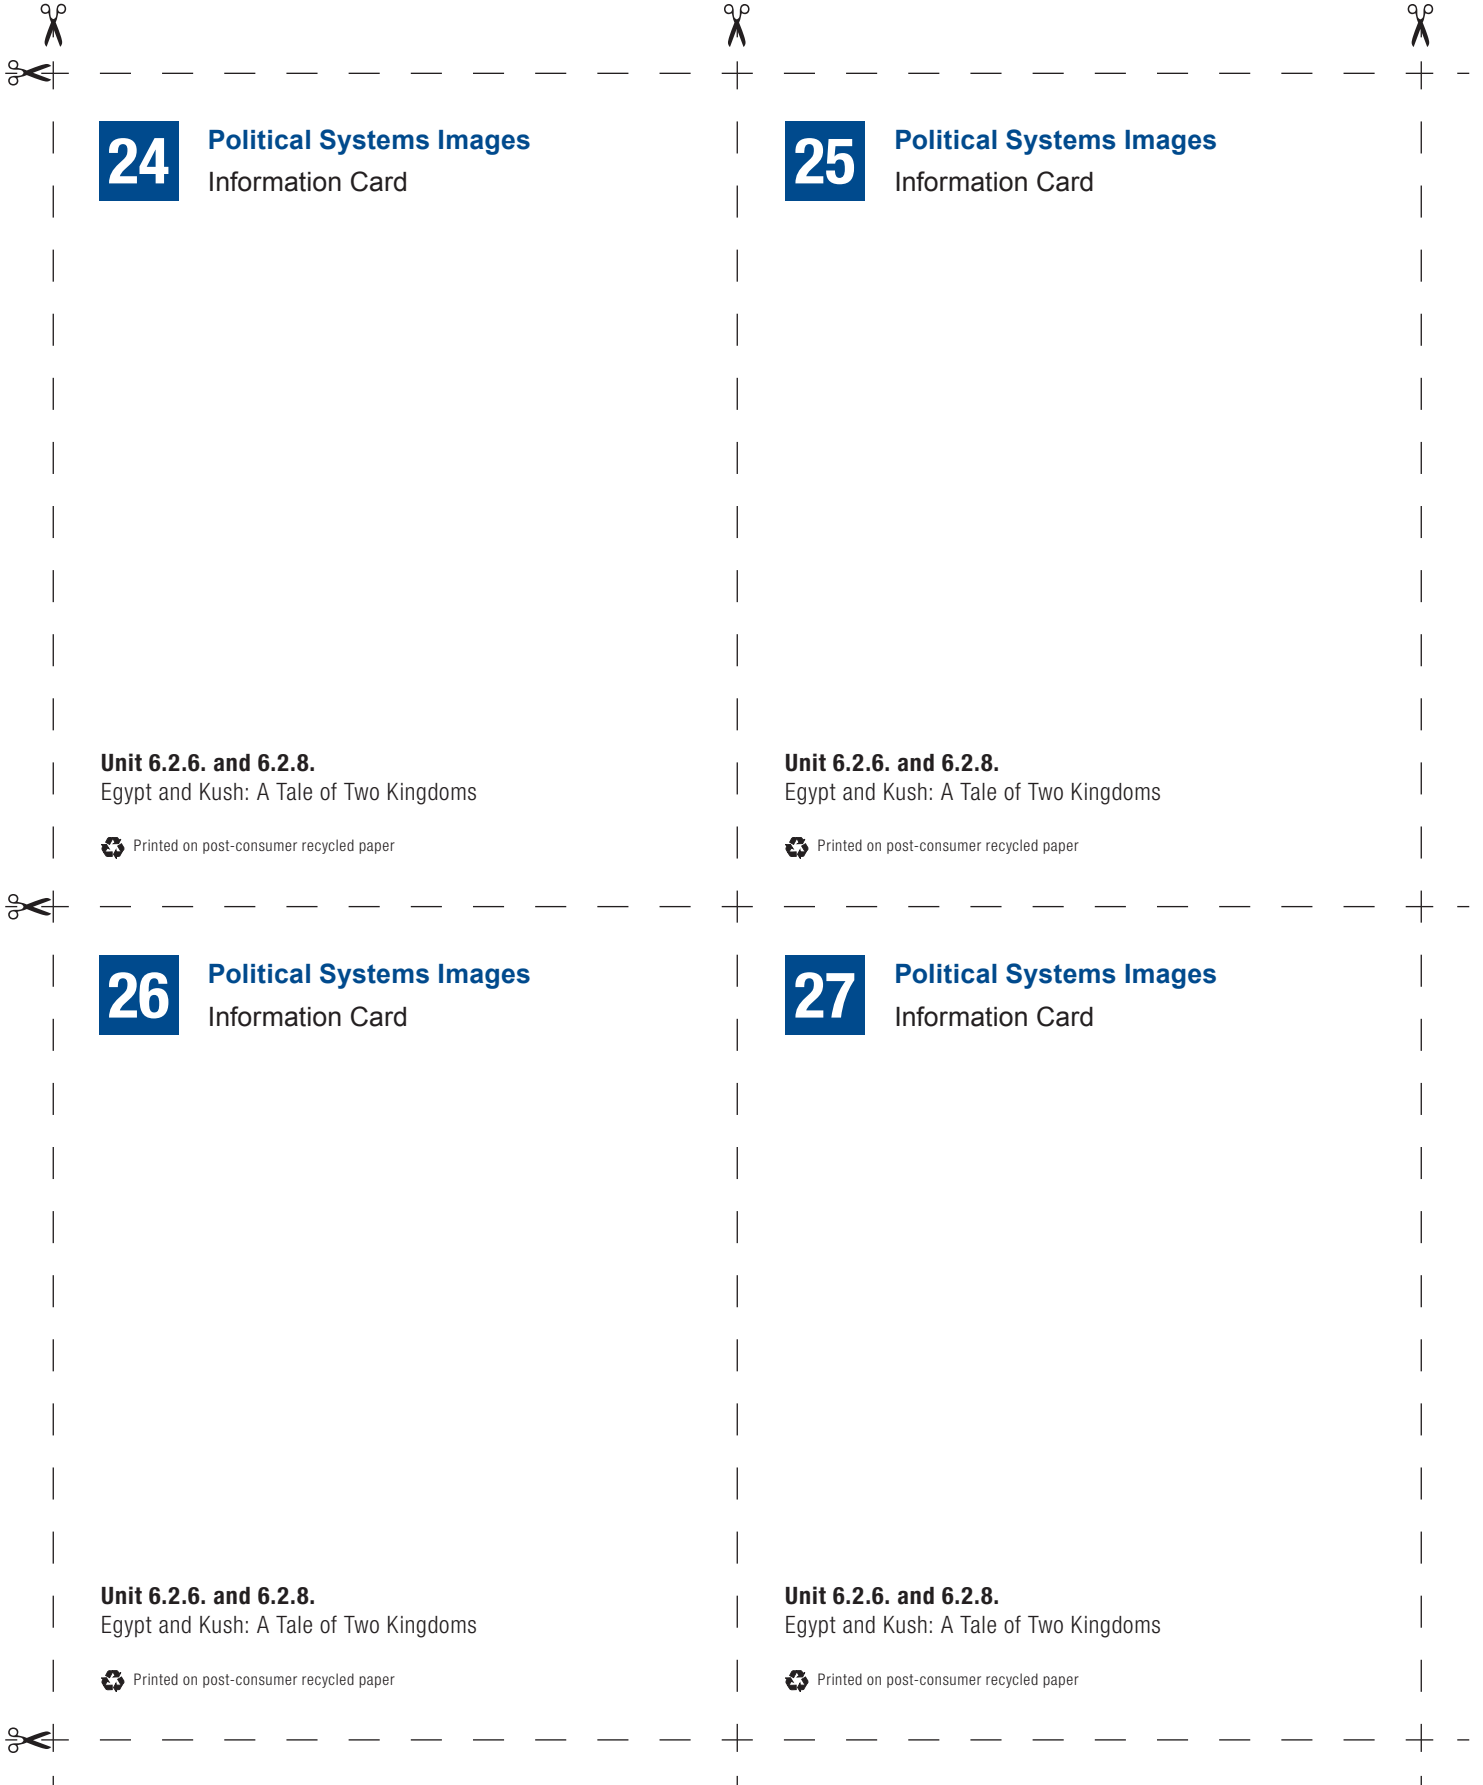 24
Political Systems Images
Information Card
Unit 6.2.6. and 6.2.8.
Egypt and Kush: A Tale of Two Kingdoms
Printed on post-consumer recycled paper
25
Political Systems Images
Information Card
Unit 6.2.6. and 6.2.8.
Egypt and Kush: A Tale of Two Kingdoms
Printed on post-consumer recycled paper
26
Political Systems Images
Information Card
Unit 6.2.6. and 6.2.8.
Egypt and Kush: A Tale of Two Kingdoms
Printed on post-consumer recycled paper
27
Political Systems Images
Information Card
Unit 6.2.6. and 6.2.8.
Egypt and Kush: A Tale of Two Kingdoms
Printed on post-consumer recycled paper